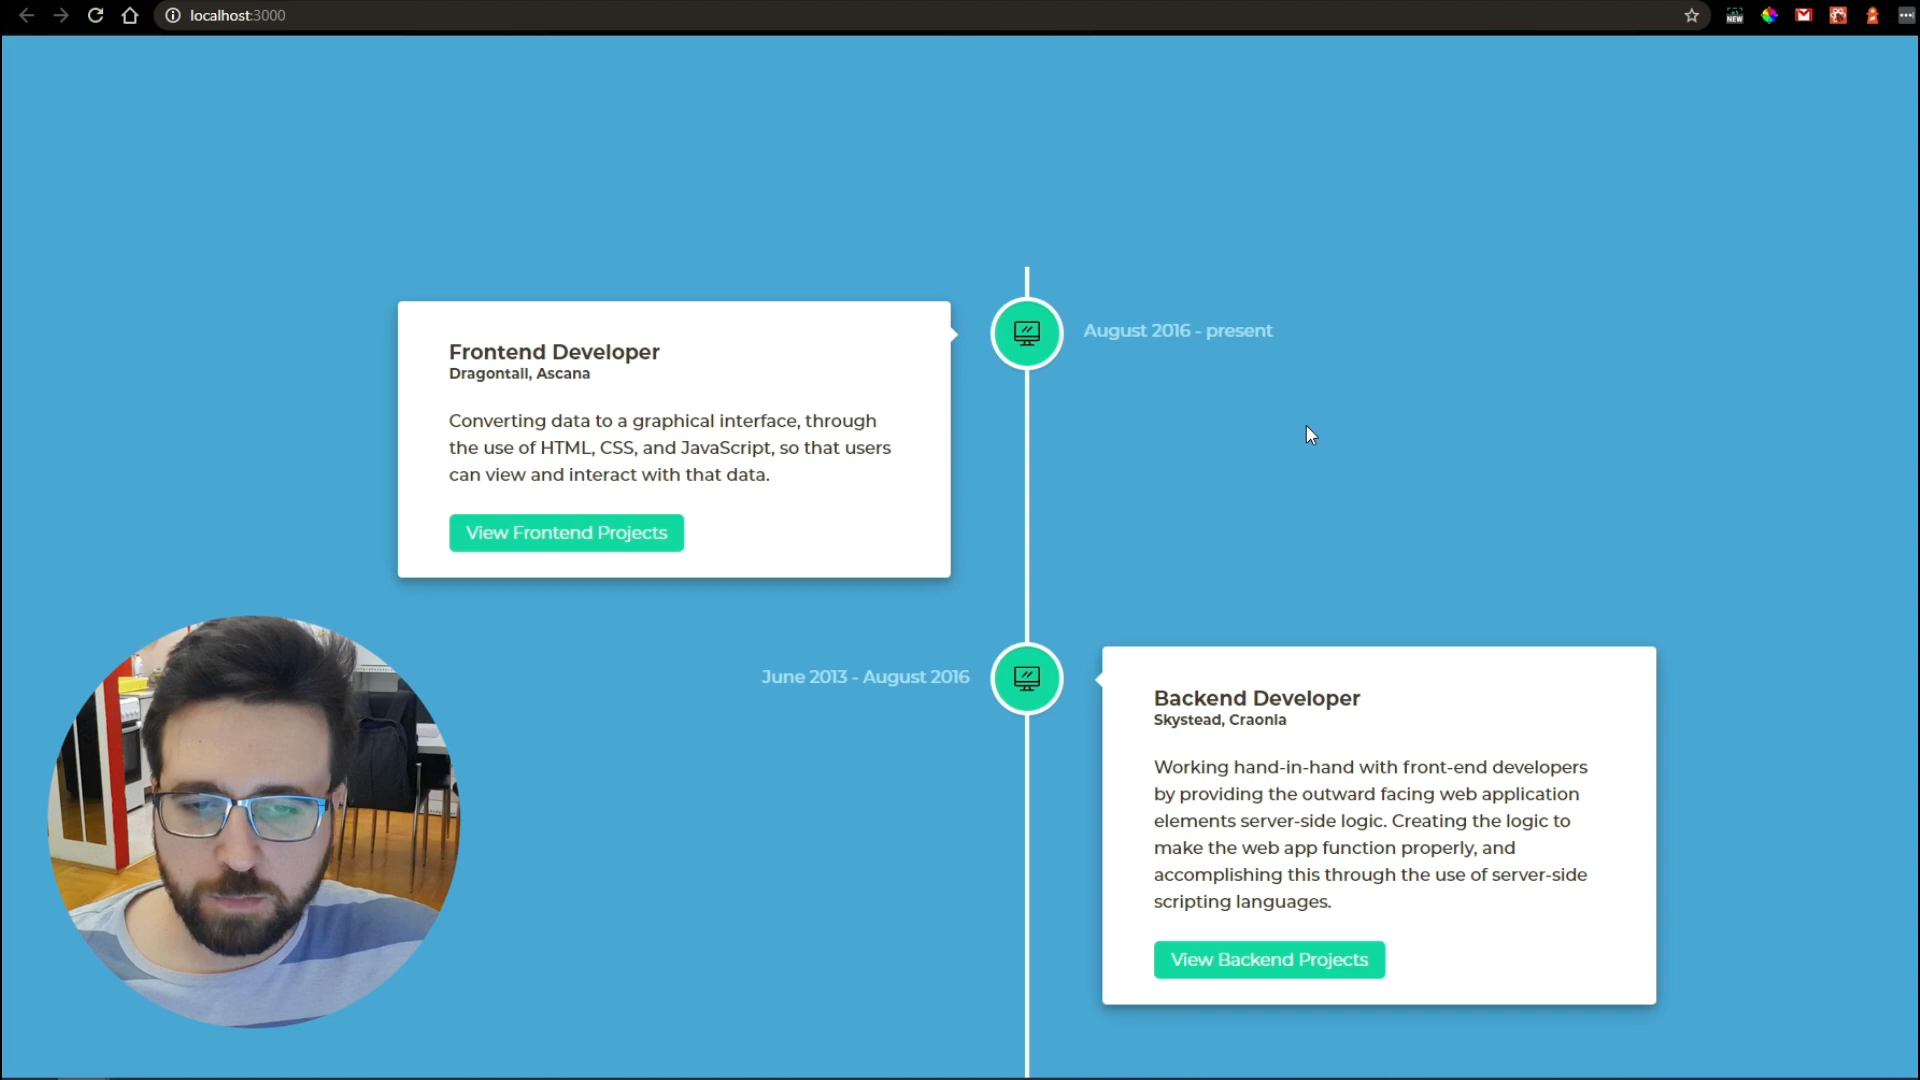 localhost:3000
NEW
Frontend Developer
Dragontall, Ascana
Converting data to a graphical interface, through
the use of HTML, CSS, and JavaScript, so that users
can view and interact with that data.
View Frontend Projects
August 2016 - present
June 2013 - August 2016
Backend Developer
Skystead, Craonla
Working hand-in-hand with front-end developers
by providing the outward facing web application
elements server-side logic. Creating the logic to
make the web app function properly, and
accomplishing this through the use of server-side
scripting languages.
View Backend Projects